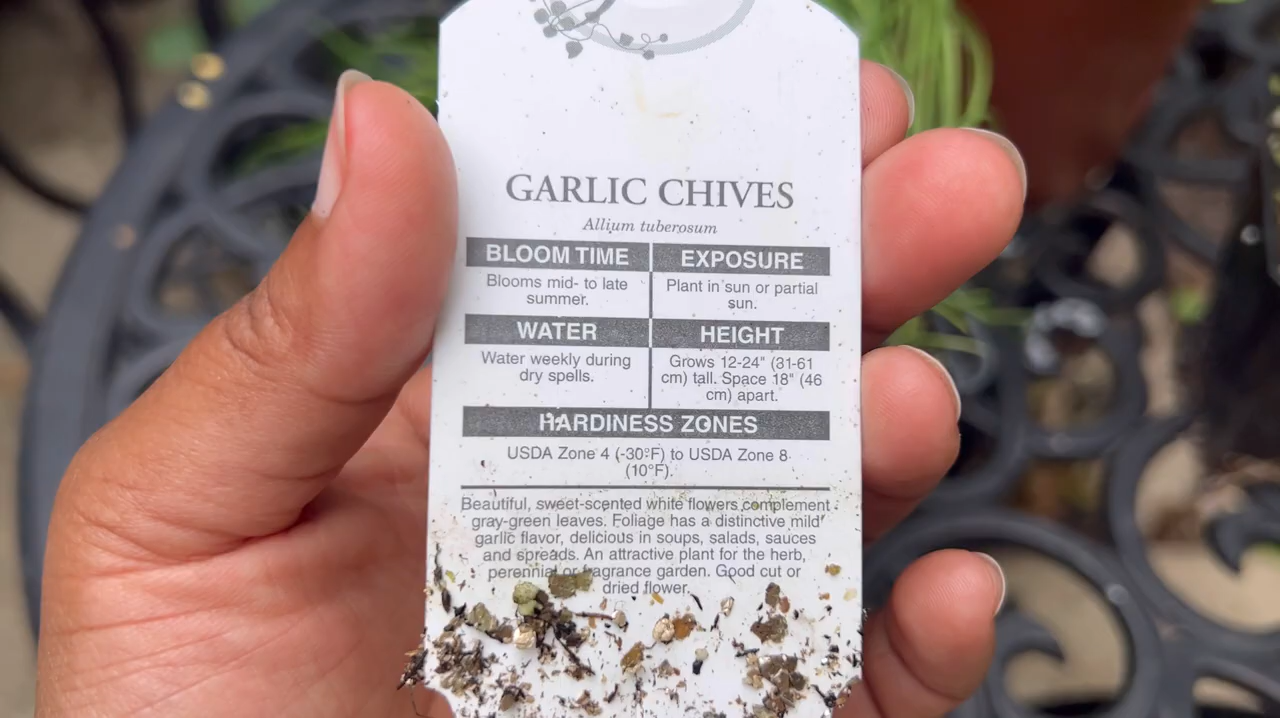 GARLIC CHIVES
Allium tuberosum
BLOOM TIME
Blooms mid- to late
summer.
EXPOSURE
Plant in sun or partial
sun.
WATER
Water weekly during
dry spells.
HEIGHT
Grows 12-24" (31-61
cm) tall. Space 18" (46
cm) apart.
HARDINESS ZONES
USDA Zone 4 (-30°F) to USDA Zone 8
(10°F).
Beautiful, sweet-scented white flowers complement
gray-green leaves. Foliage has a distinctive mild
garlic flavor, delicious in soups, salads, sauces
and spreads. An attractive plant for the herb,
perennial or fragrance garden. Good cut or
dried flower.